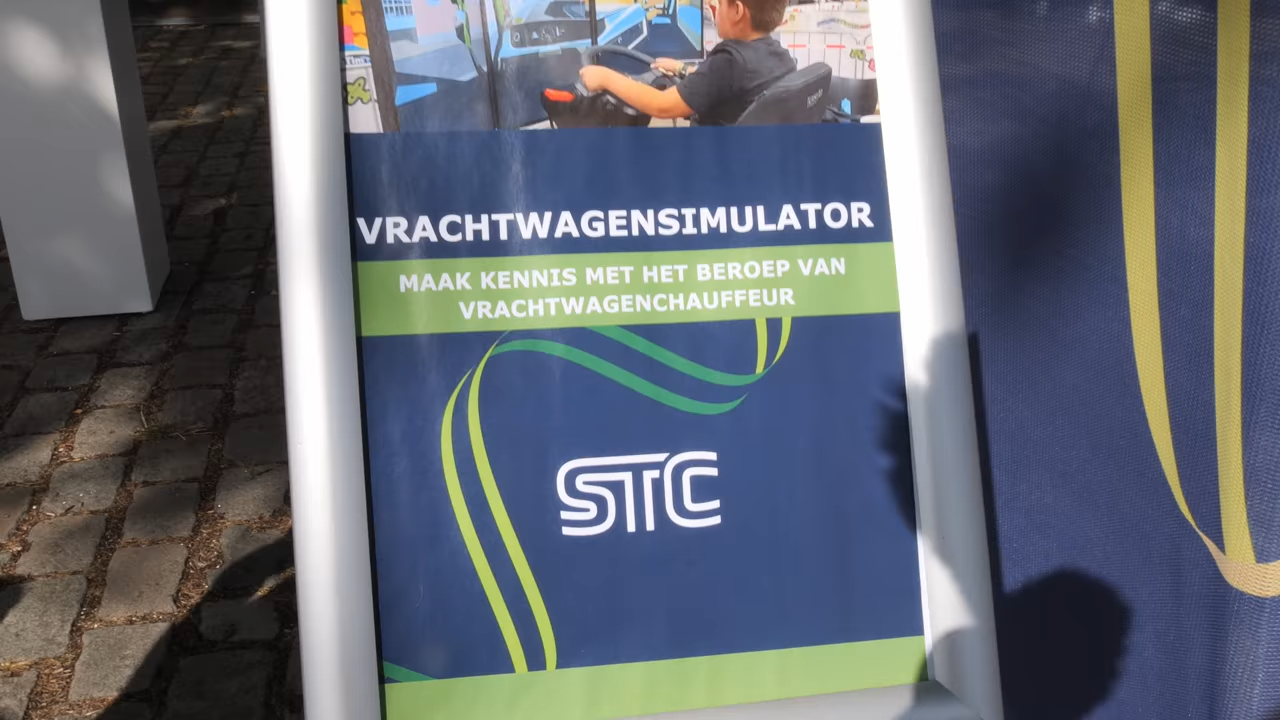 VRACHTWAGENSIMULATOR
MAAK KENNIS MET HET BEROEP VAN
VRACHTWAGENCHAUFFEUR
STC